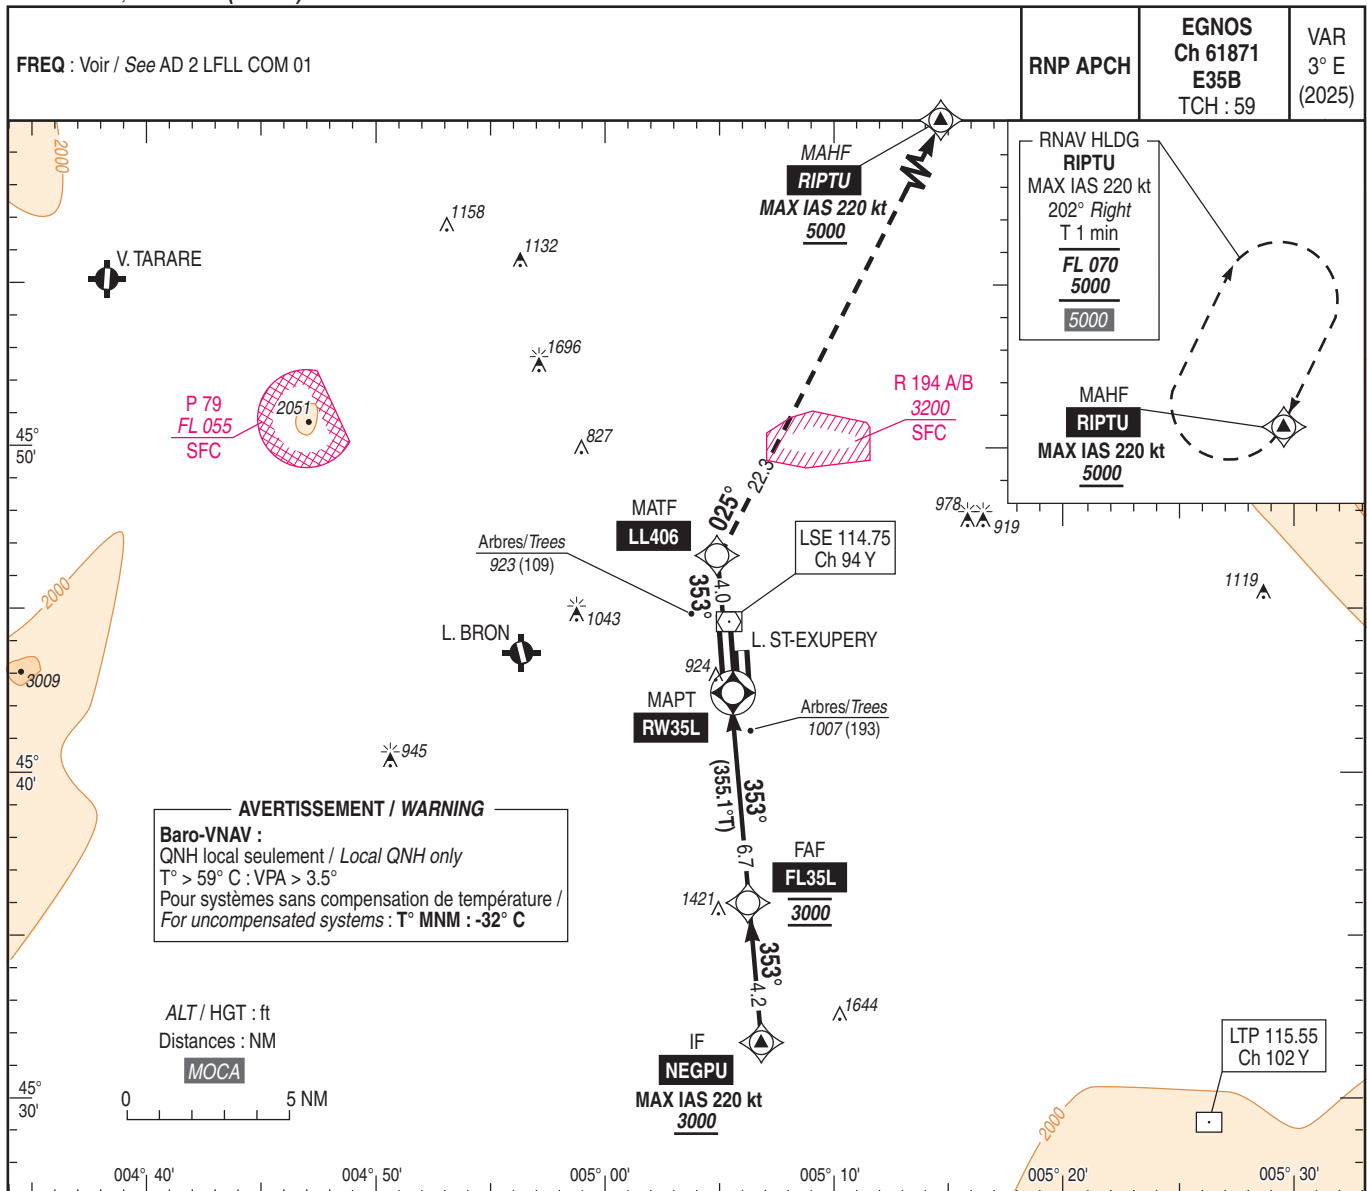 FREQ : Voir / See AD 2 LFLL COM 01
RNP APCH
EGNOS
Ch 61871
E35B
TCH : 59
VAR
3° E
(2025)
2000
MAHF
RIPTU
MAX IAS 220 kt
5000
RNAV HLDG
RIPTU
MAX IAS 220 kt
202° Right
T 1 min
FL 070
5000
5000
MAHF
RIPTU
MAX IAS 220 kt
5000
1158
1132
V. TARARE
1696
P 79
FL 055
SFC
2051
827
R 194 A/B
3200
SFC
45°
50'
22.3
025°
MATF
LL406
978
919
LSE 114.75
Ch 94 Y
Arbres/Trees
923 (109)
4.0
353°
1119
2000
1043
L. BRON
L. ST-EXUPERY
924
3009
MAPT
RW35L
Arbres/Trees
1007 (193)
945
45°
40'
(355.1°T)
353°
6.7
AVERTISSEMENT / WARNING
Baro-VNAV :
QNH local seulement / Local QNH only
T° > 59° C : VPA > 3.5°
Pour systèmes sans compensation de température /
For uncompensated systems : T° MNM : -32° C
FAF
FL35L
3000
1421
353°
4.2
1644
ALT / HGT : ft
Distances : NM
MOCA
0 5 NM
IF
NEGPU
MAX IAS 220 kt
3000
LTP 115.55
Ch 102 Y
45°
30'
2000
004° 40' 004° 50' 005° 00' 005° 10' 005° 20' 005° 30'